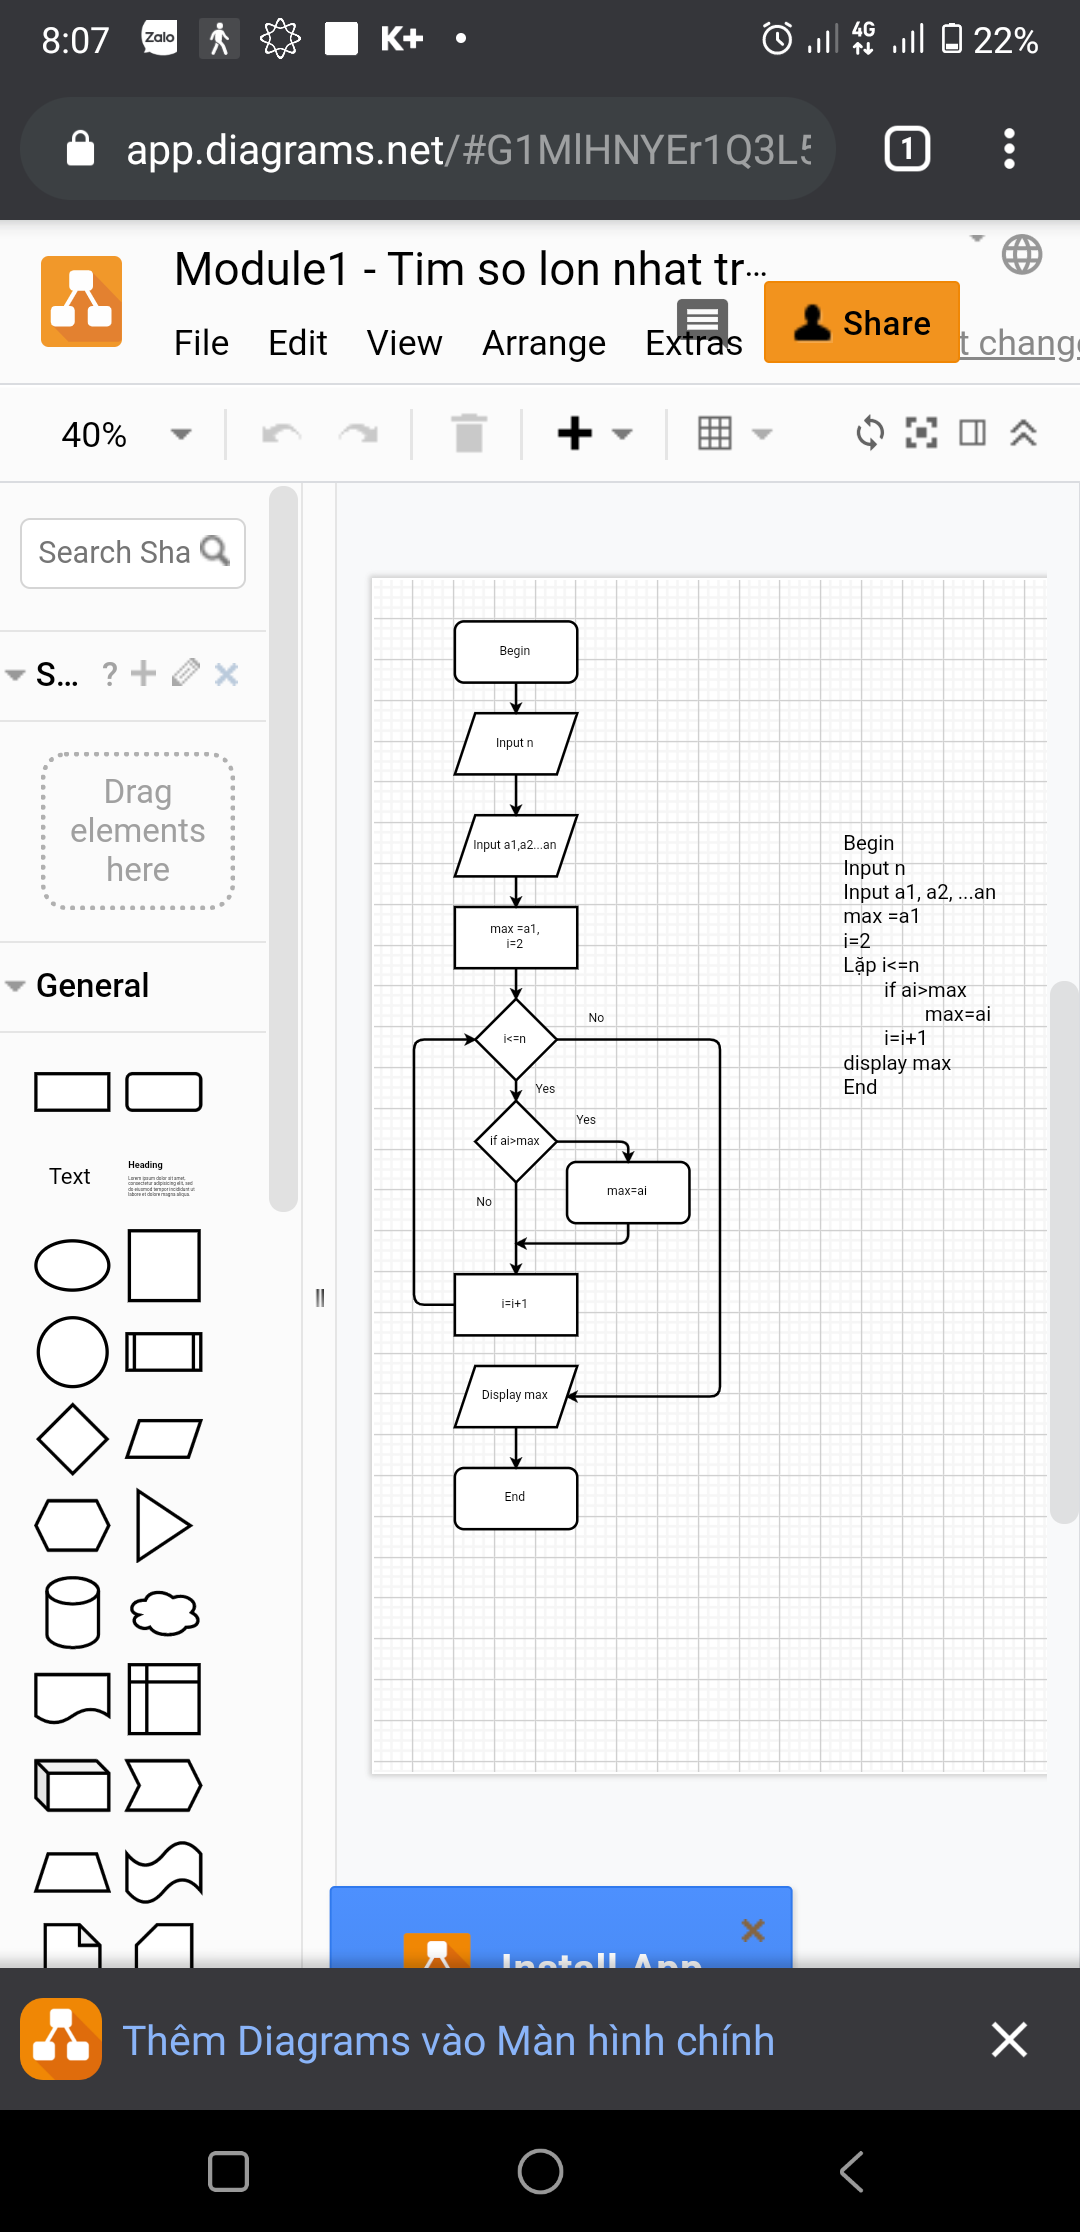 8:07
Zalo
K+
4G
22%
app.diagrams.net/#G1MlHNYEr1Q3L5
1
Module1 - Tim so lon nhat tr...
File Edit View Arrange Extras
Share
t change
40%
Search Sha
S... ?
Drag
elements
here
General
Text
Heading
Begin
Input n
Input a1,a2...an
max =a1,
i=2
i<=n
No
Yes
if ai>max
Yes
max=ai
No
i=i+1
Display max
End
Begin
Input n
Input a1, a2, ...an
max =a1
i=2
Lặp i<=n
if ai>max
max=ai
i=i+1
display max
End
Install App
Thêm Diagrams vào Màn hình chính